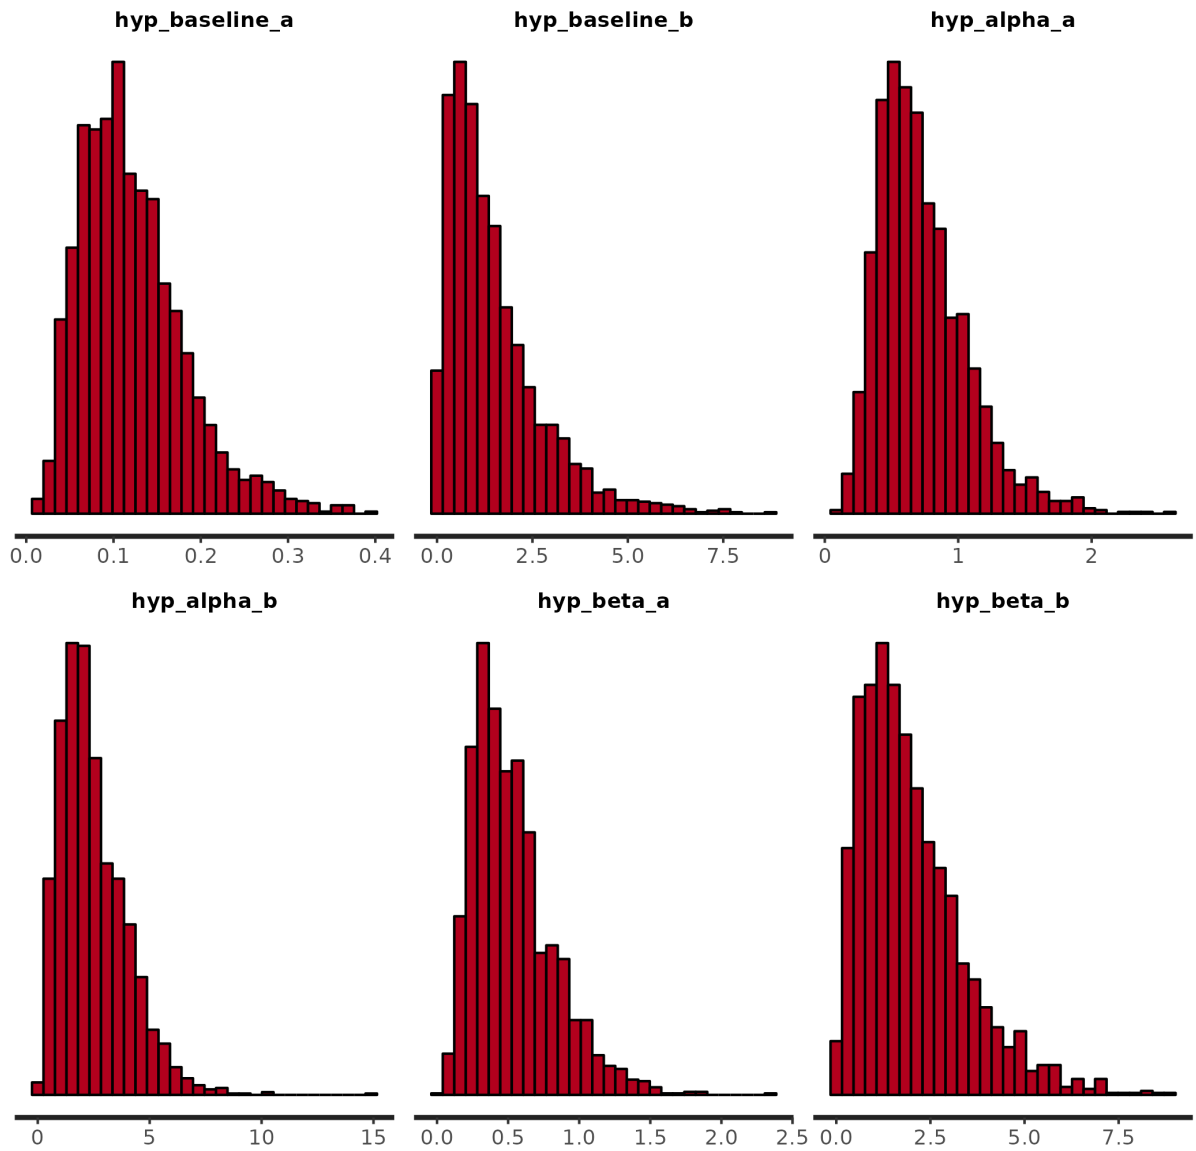 hyp_baseline_a hyp_baseline_b hyp_alpha_a
0.0 0.1 0.2 0.3 0.4 0.0 2.5 5.0 7.5 0 1 2
hyp_alpha_b hyp_beta_a hyp_beta_b
0 5 10 15 0.0 0.5 1.0 1.5 2.0 2.5 0.0 2.5 5.0 7.5